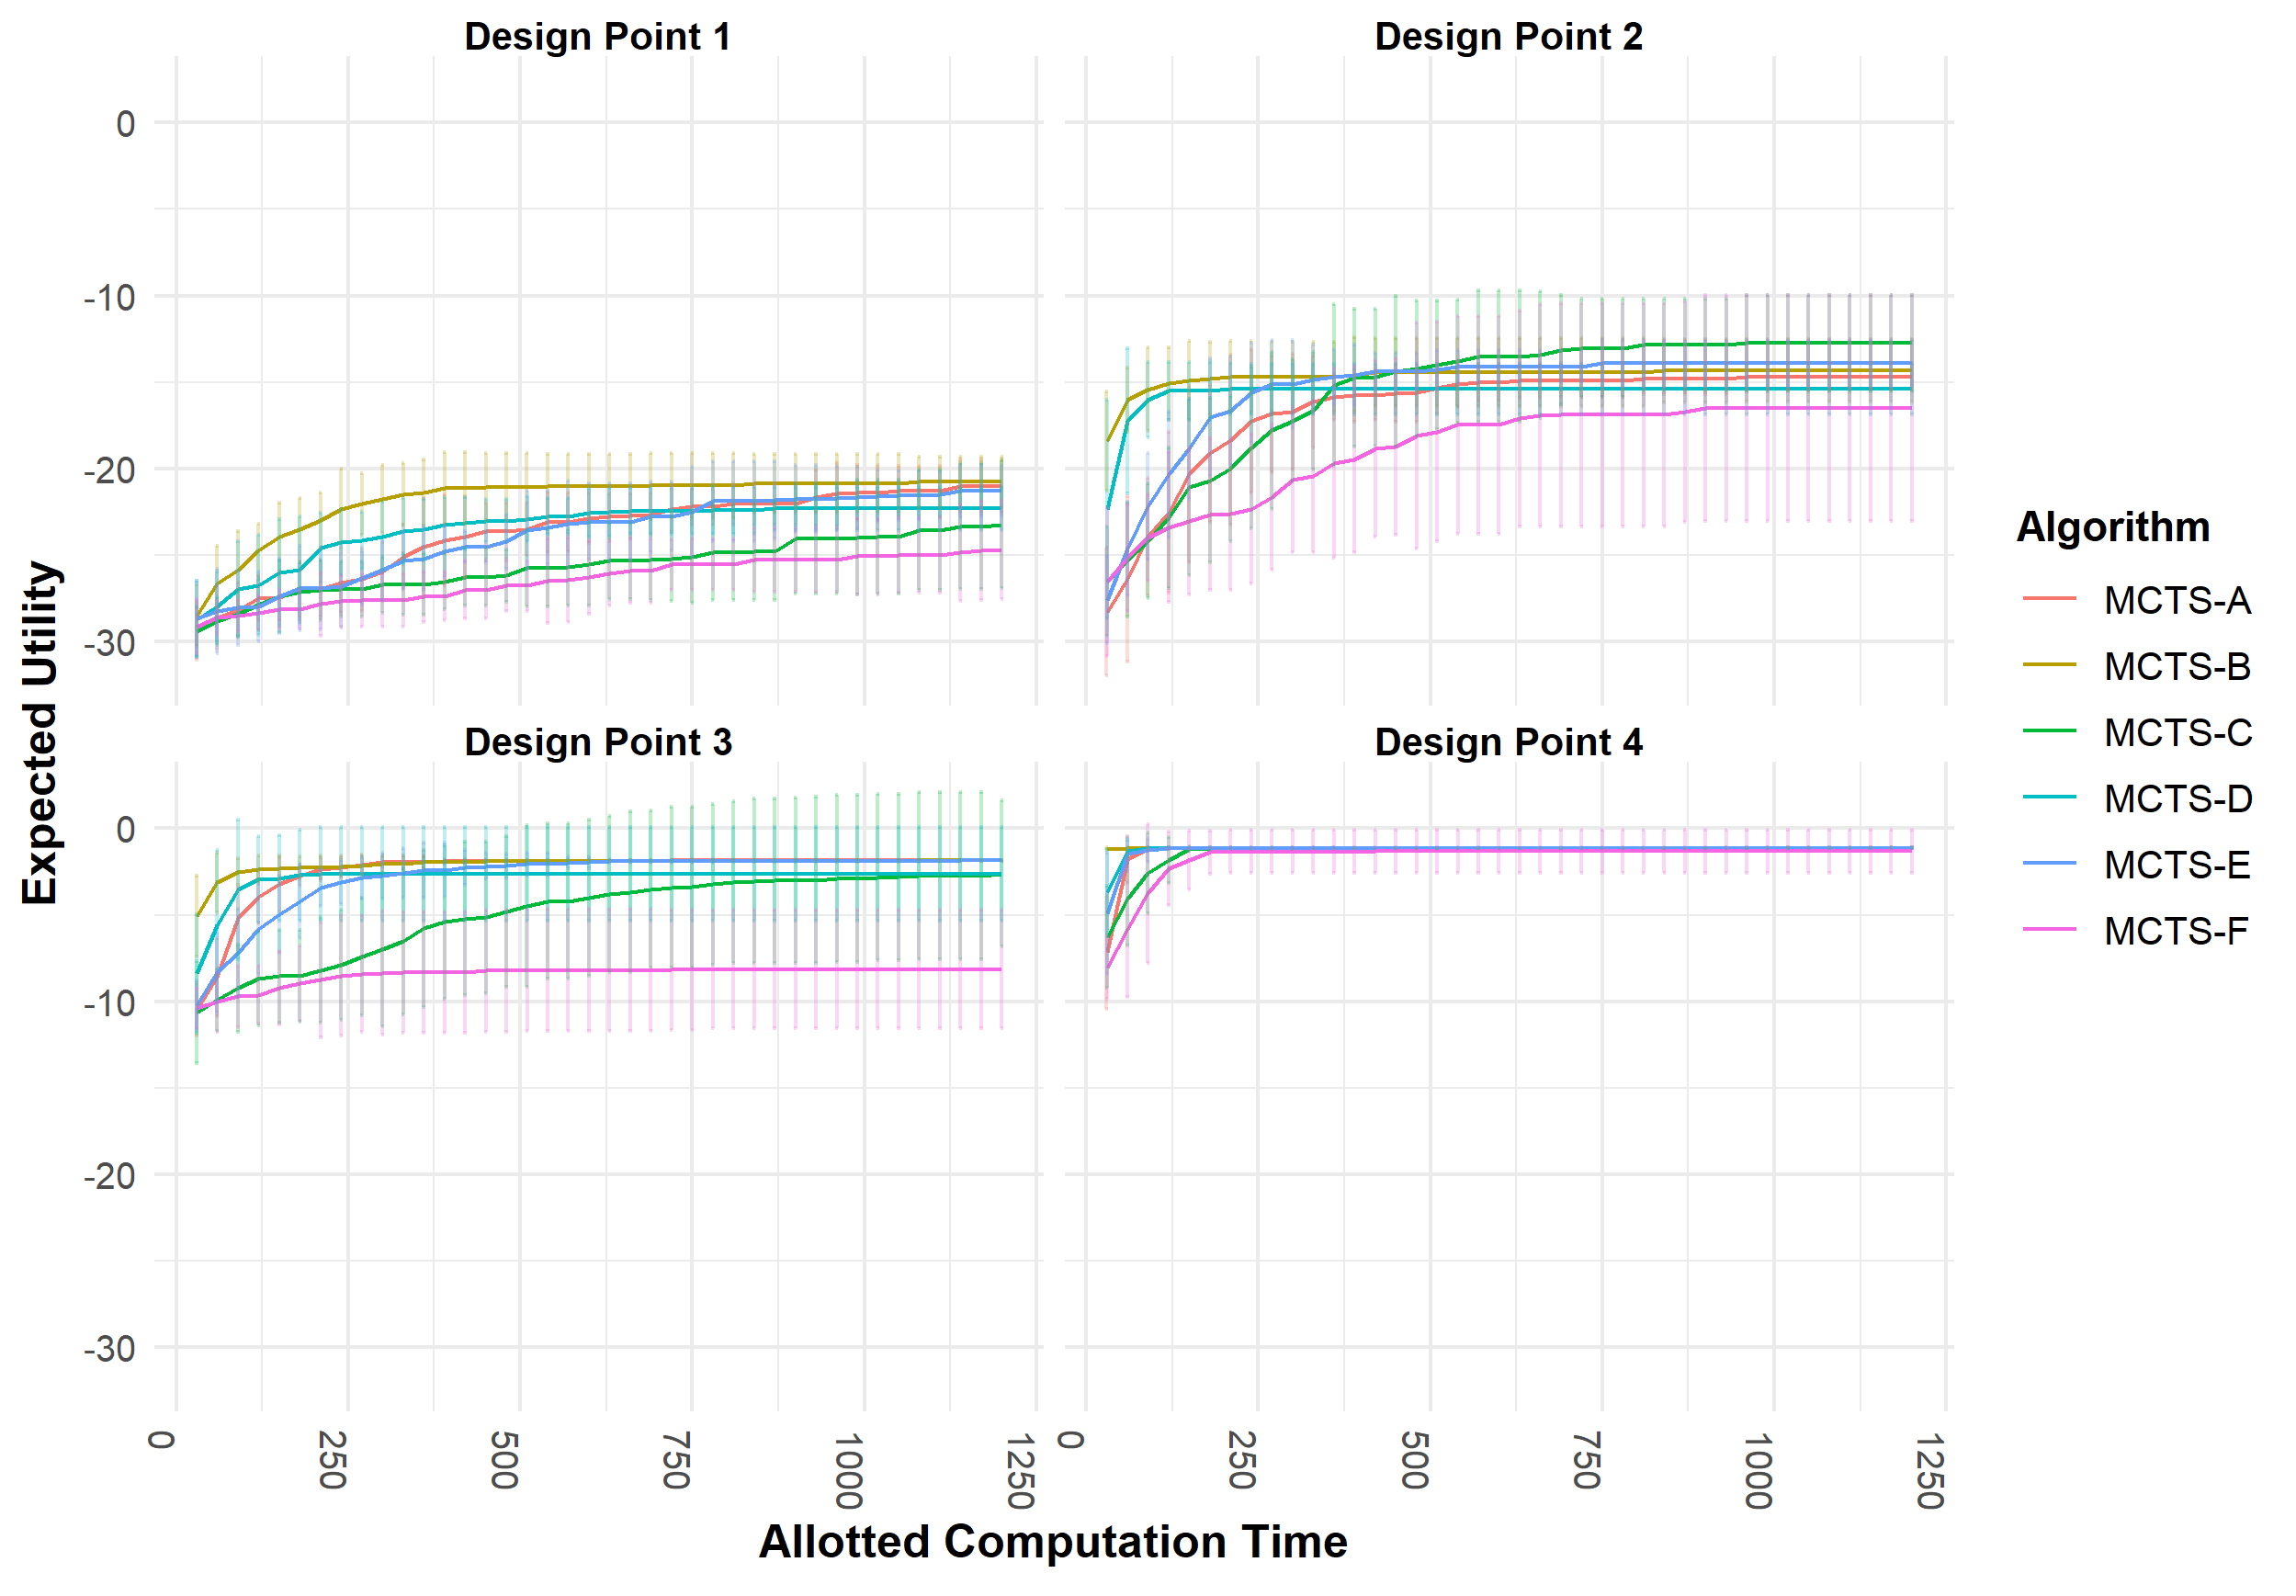 Design Point 1
Design Point 2
0
-10
-20
-30
Design Point 3
Design Point 4
0
-10
-20
-30
0
250
500
750
1000
1250
0
250
500
750
1000
1250
Allotted Computation Time
Expected Utility
Algorithm
MCTS-A
MCTS-B
MCTS-C
MCTS-D
MCTS-E
MCTS-F